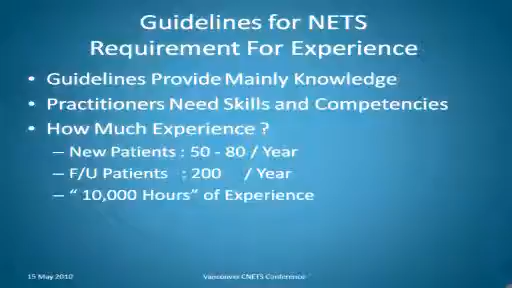 Guidelines for NETS
Requirement For Experience
• Guidelines Provide Mainly Knowledge
• Practitioners Need Skills and Competencies
• How Much Experience ?
– New Patients : 50 - 80 / Year
– F/U Patients : 200 / Year
– “ 10,000 Hours” of Experience
15 May 2010
Vancouver CNETS Conference